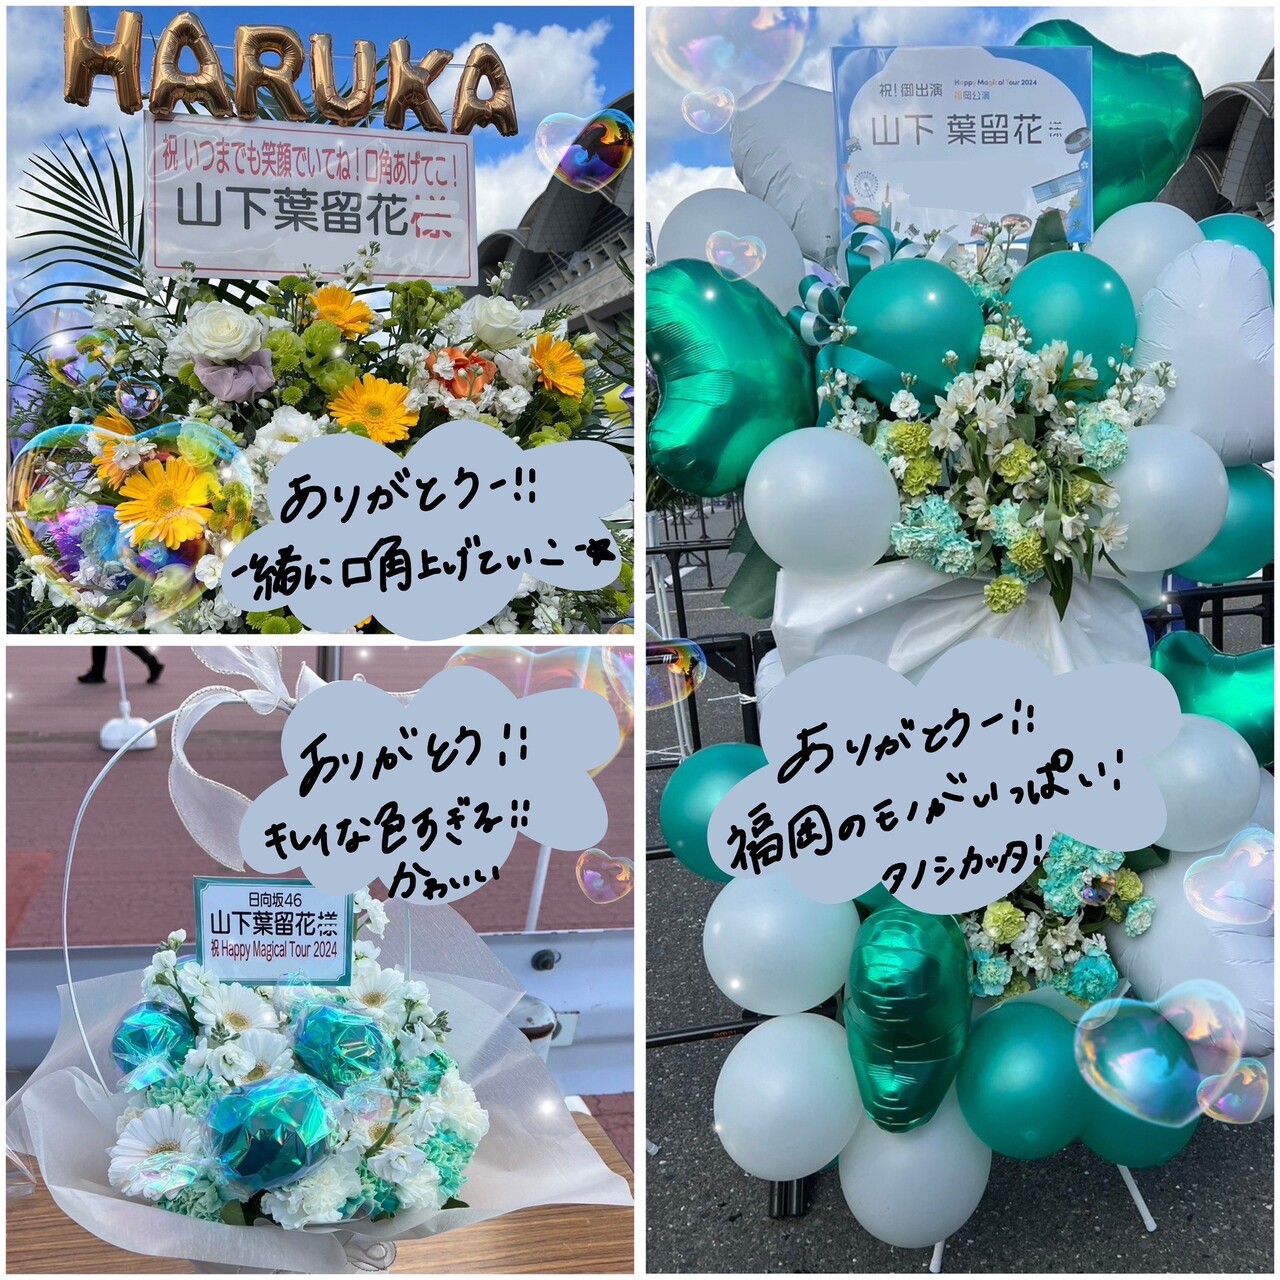 HARUKA
祝 いつまでも笑顔でいてね！口角あげてこ！
山下葉留花様
ありがとうー!!
一緒に口角上げていこー☆
祝！御出演
Happy Magical Tour 2024
福岡公演
山下 葉留花 様
ありがとうー!!
福岡のモノがいっぱい!
タノシカッタ!
ありがとう!!
キレイな色すぎる!!
かわいい
日向坂46
山下葉留花様
祝 Happy Magical Tour 2024